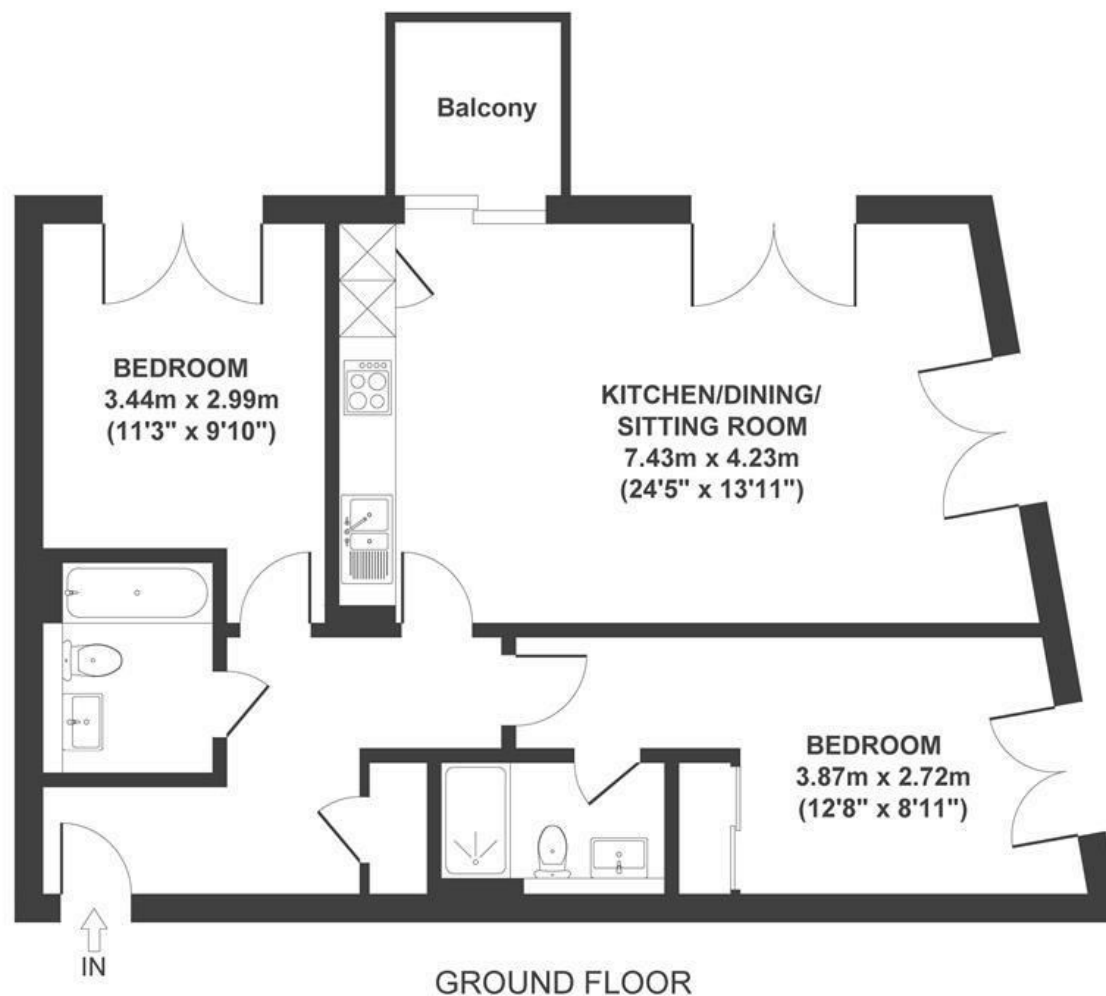 Balcony
BEDROOM
3.44m x 2.99m
(11'3" x 9'10")
KITCHEN/DINING/
SITTING ROOM
7.43m x 4.23m
(24'5" x 13'11")
BEDROOM
3.87m x 2.72m
(12'8" x 8'11")
IN
GROUND FLOOR